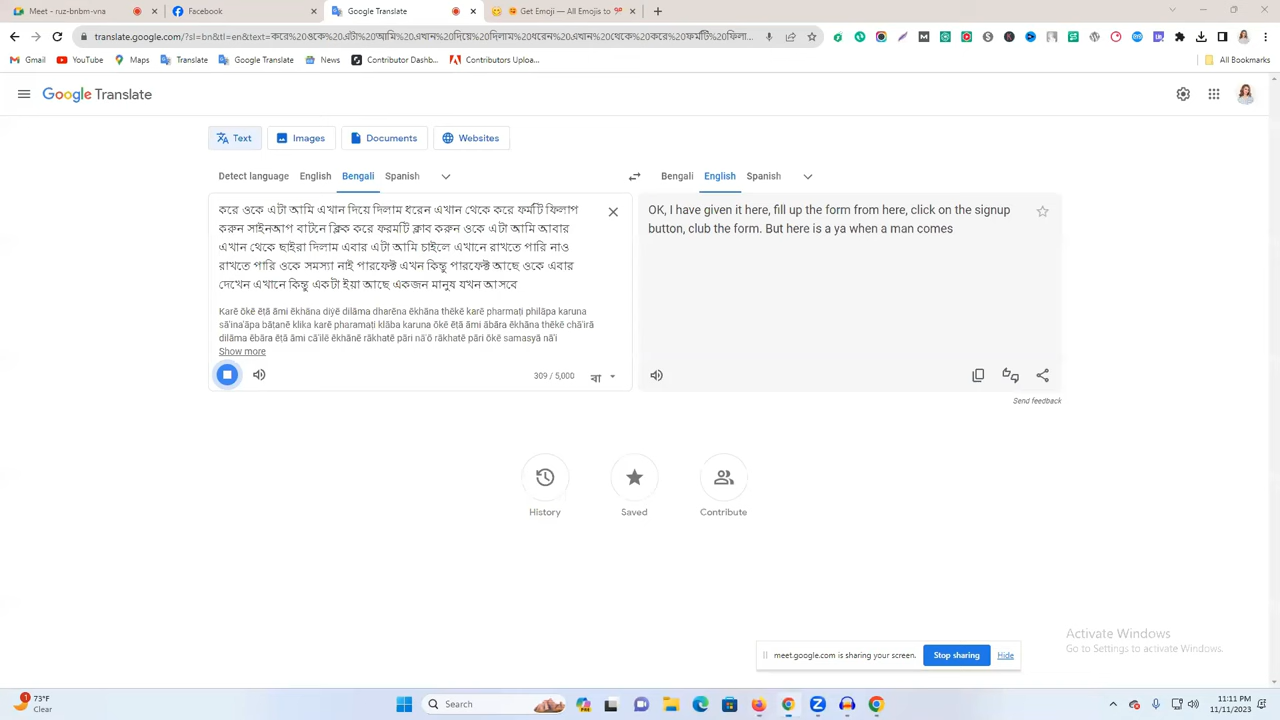 Meet - ruz-bnbm-vna
Facebook
Google Translate
Get Emoji — All Emojis to
translate.google.com/?sl=bn&tl=en&text=করে%20ওকে%20এটা%20আমি%20এখান%20দিয়ে%20দিলাম%20ধরেন%20এখান%20থেকে%20করে%20ফর্মটি%20ফিলা...
Gmail
YouTube
Maps
Translate
Google Translate
News
Contributor Dashb...
Contributors Uploa...
All Bookmarks
Google Translate
Text
Images
Documents
Websites
Detect language
English
Bengali
Spanish
Bengali
English
Spanish
করে ওকে এটা আমি এখান দিয়ে দিলাম ধরেন এখান থেকে করে ফর্মটি ফিলাপ
করুন সাইনআপ বাটনে ক্লিক করে ফরমটি ক্লাব করুন ওকে এটা আমি আবার
এখান থেকে ছাইরা দিলাম এবার এটা আমি চাইলে এখানে রাখতে পারি নাও
রাখতে পারি ওকে সমস্যা নাই পারফেক্ট এখন কিন্তু পারফেক্ট আছে ওকে এবার
দেখেন এখানে কিন্তু একটা ইয়া আছে একজন মানুষ যখন আসবে
Karē ōkē ēṭā āmi ēkhāna diẏē dilāma dharēna ēkhāna thēkē karē pharmaṭi philāpa karuna
sā'ina'āpa bāṭanē klika karē pharamaṭi klāba karuna ōkē ēṭā āmi ābāra ēkhāna thēkē chā'irā
dilāma ēbāra ēṭā āmi cā'ilē ēkhānē rākhatē pāri nā'ō rākhatē pāri ōkē samasyā nā'i
Show more
309 / 5,000
বা
OK, I have given it here, fill up the form from here, click on the signup
button, club the form. But here is a ya when a man comes
Send feedback
History
Saved
Contribute
Activate Windows
Go to Settings to activate Windows.
meet.google.com is sharing your screen.
Stop sharing
Hide
1
73°F
Clear
Search
11:11 PM
11/11/2023